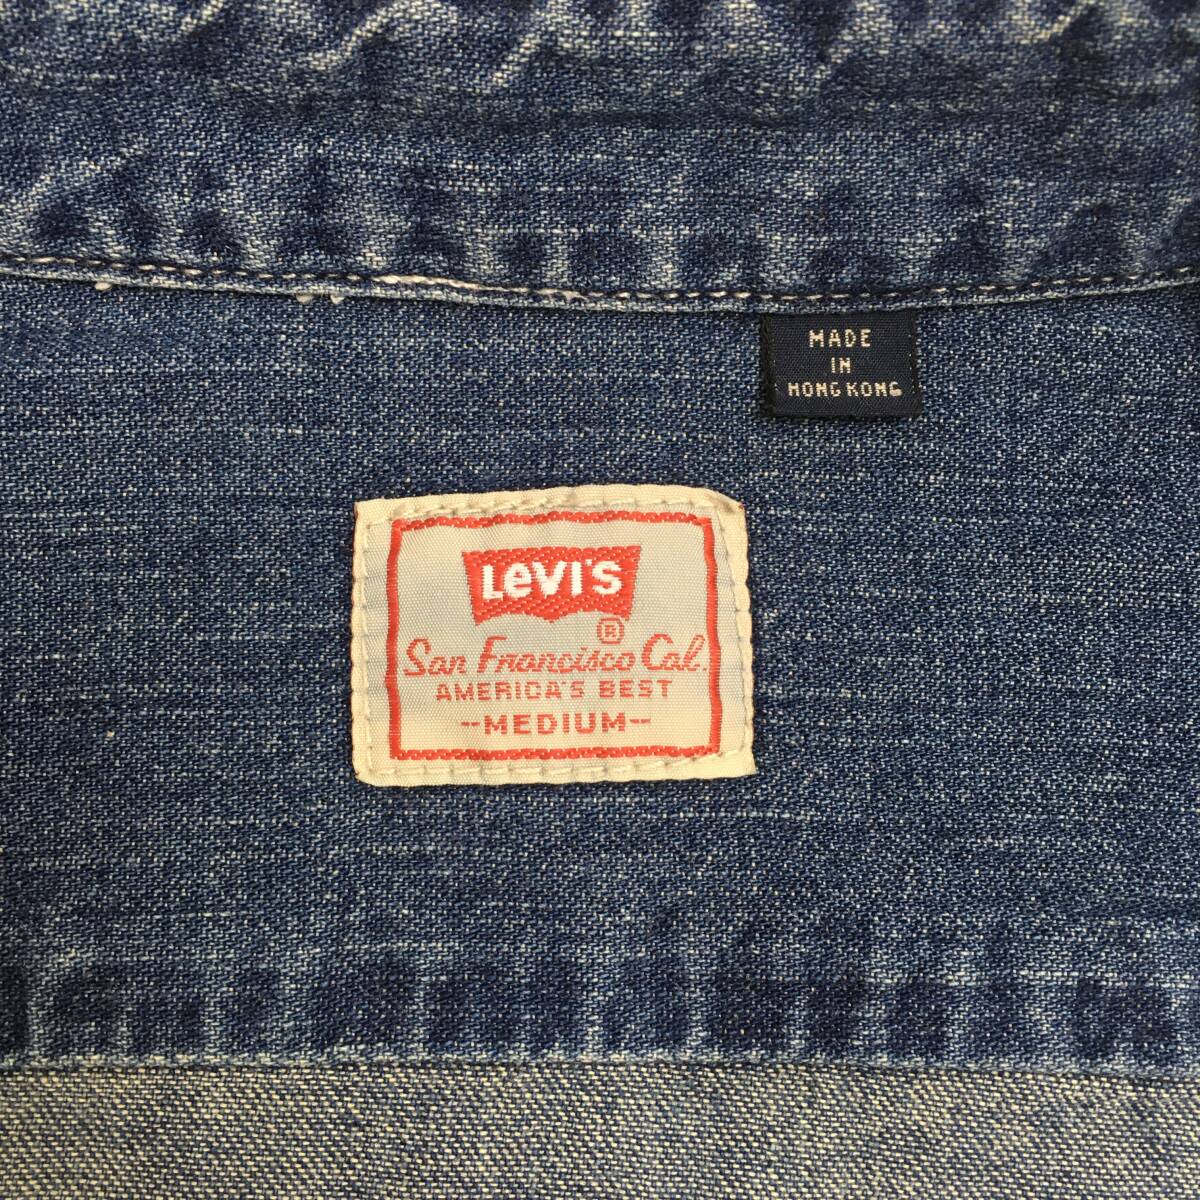 MADE
IN
HONG KONG
LEVI'S
®
San Francisco Cal.
AMERICA'S BEST
--MEDIUM--